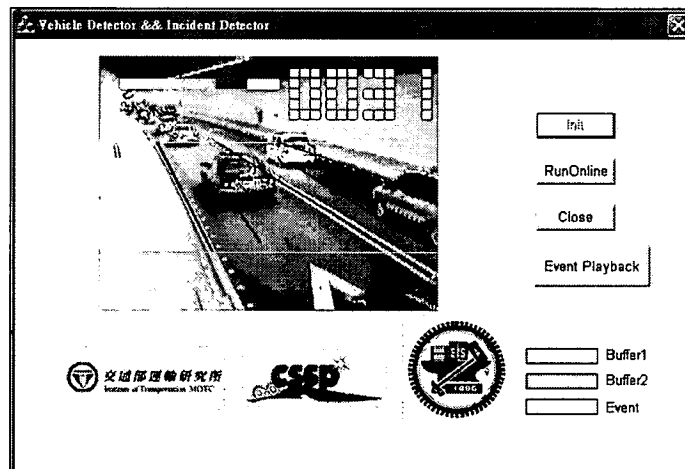 Vehicle Detector && Incident Detector
Init
RunOnline
Close
Event Playback
交通部運輸研究所
Institute of Transportation MOTC
CSSP
1896
Buffer1
Buffer2
Event